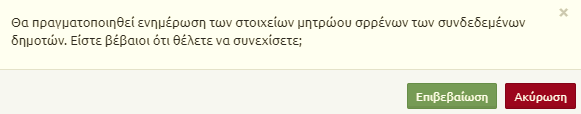 Θα πραγματοποιηθεί ενημέρωση των στοιχείων μητρώου σρρένων των συνδεδεμένων
δημοτών. Είστε βέβαιοι ότι θέλετε να συνεχίσετε;
Επιβεβαίωση Ακύρωση